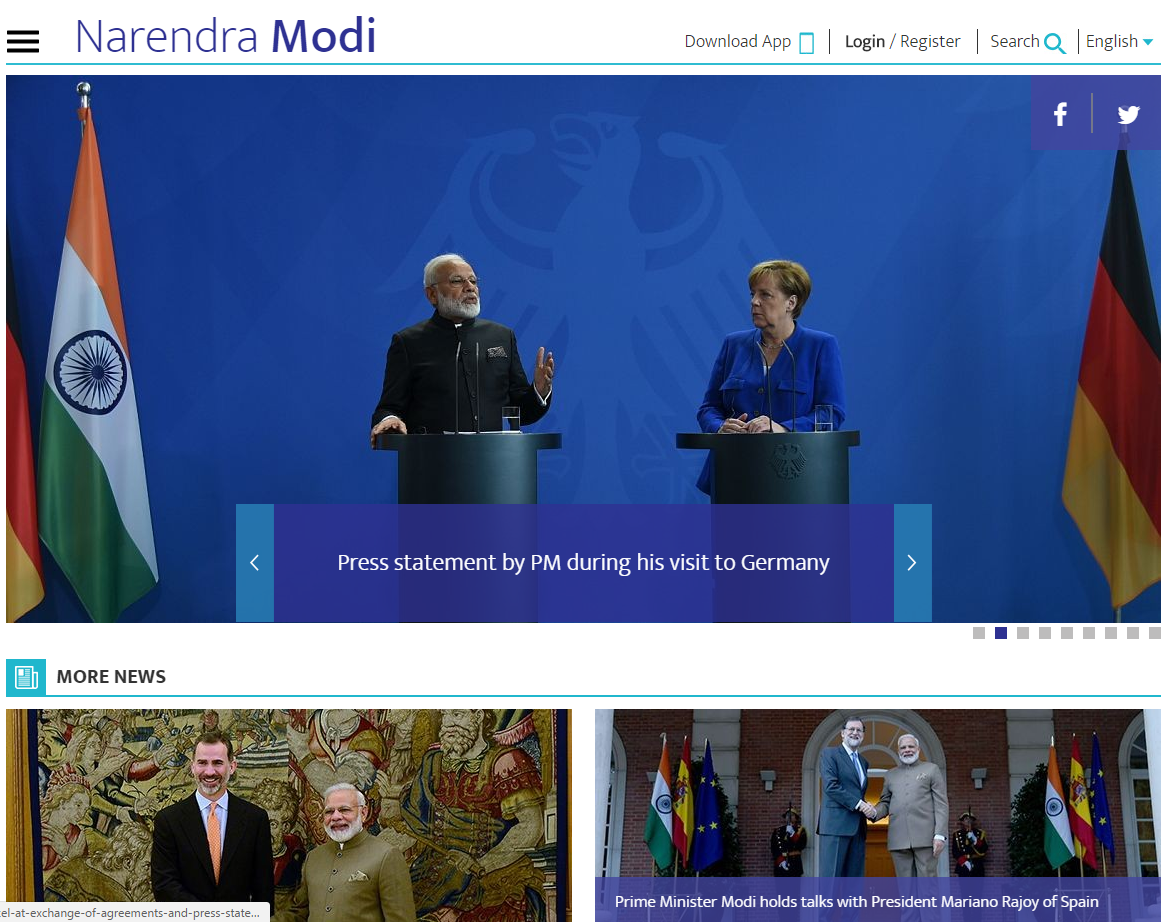 Narendra Modi
Download App
Login / Register
Search
English
Press statement by PM during his visit to Germany
MORE NEWS
Prime Minister Modi holds talks with President Mariano Rajoy of Spain
el-at-exchange-of-agreements-and-press-state...